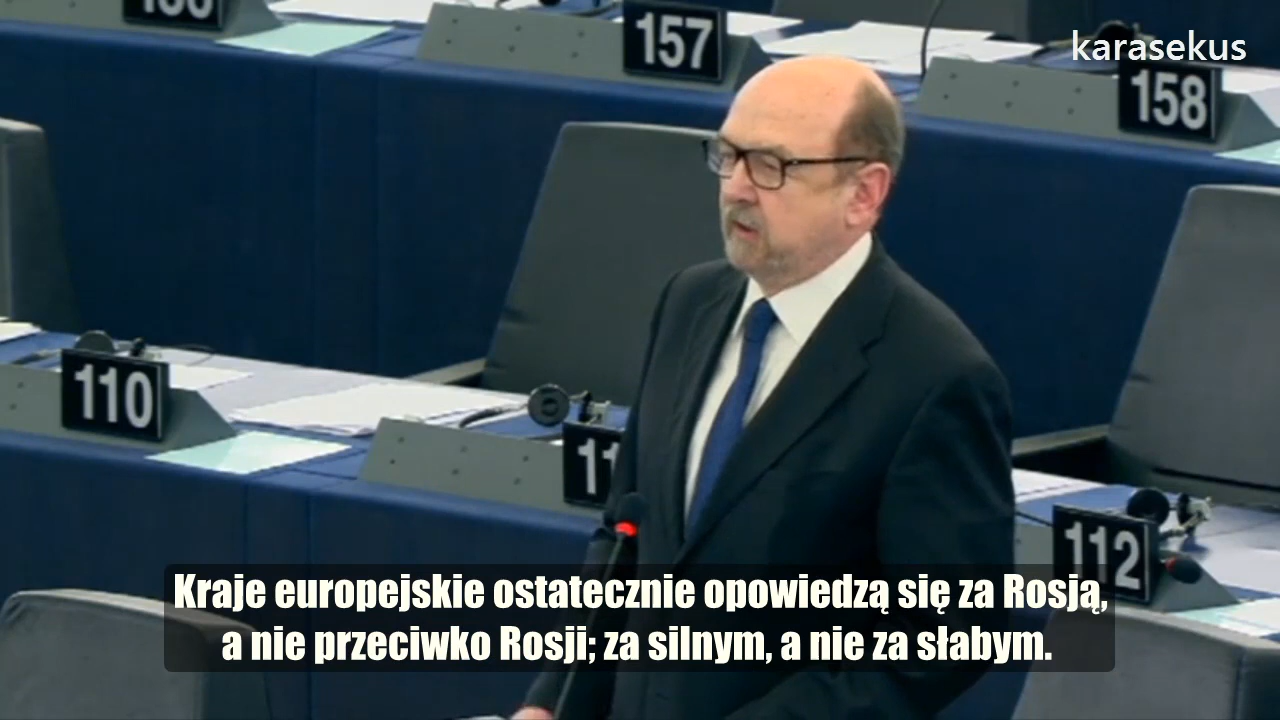 157
karasekus
158
110
112
Kraje europejskie ostatecznie opowiedzą się za Rosją,
a nie przeciwko Rosji; za silnym, a nie za słabym.